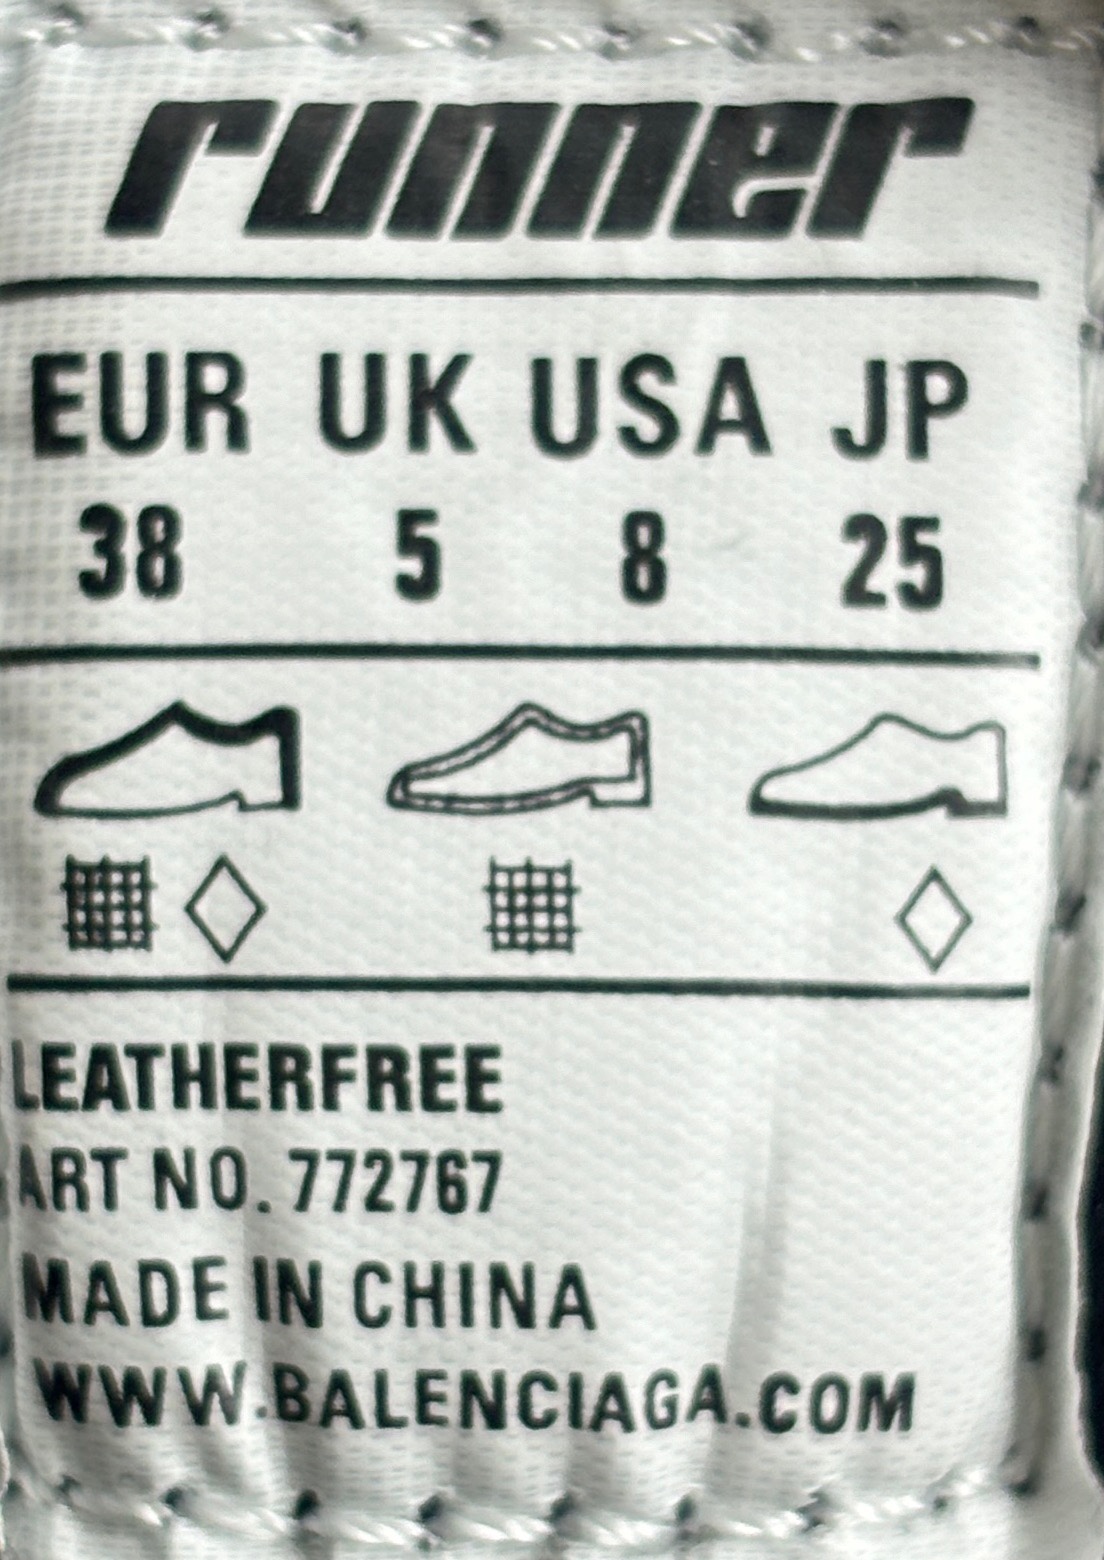 runner
EUR UK USA JP
38 5 8 25
LEATHERFREE
ART NO. 772767
MADE IN CHINA
WWW.BALENCIAGA.COM